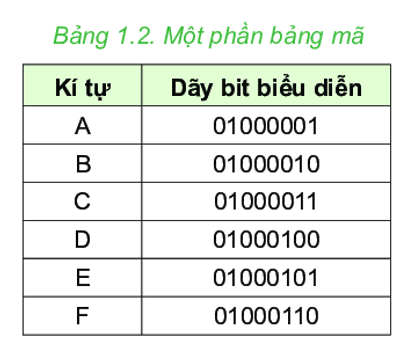 Bảng 1.2. Một phần bảng mã
Kí tự Dãy bit biểu diễn
A 01000001
B 01000010
C 01000011
D 01000100
E 01000101
F 01000110